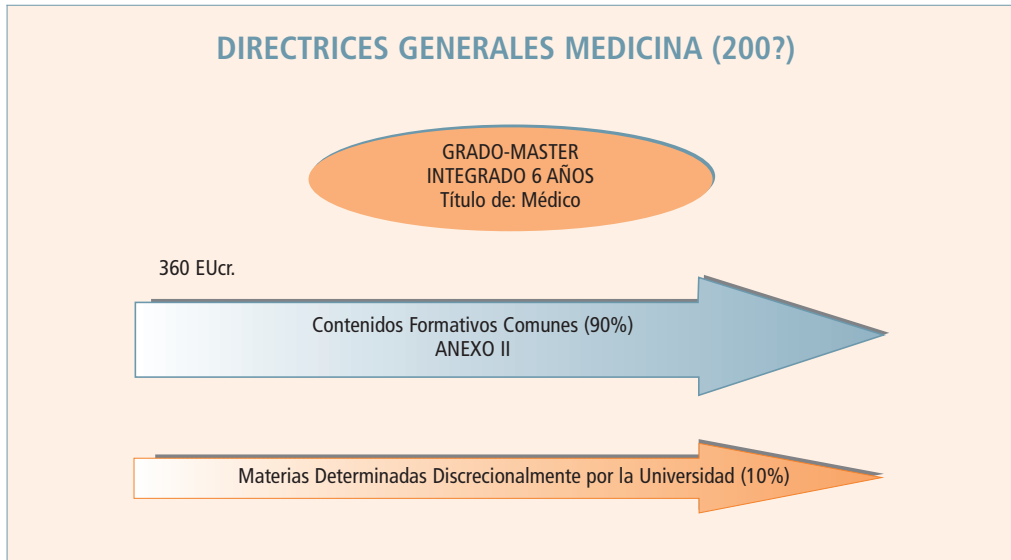 DIRECTRICES GENERALES MEDICINA (200?)
GRADO-MASTER
INTEGRADO 6 AÑOS
Título de: Médico
360 EUcr.
Contenidos Formativos Comunes (90%)
ANEXO II
Materias Determinadas Discrecionalmente por la Universidad (10%)